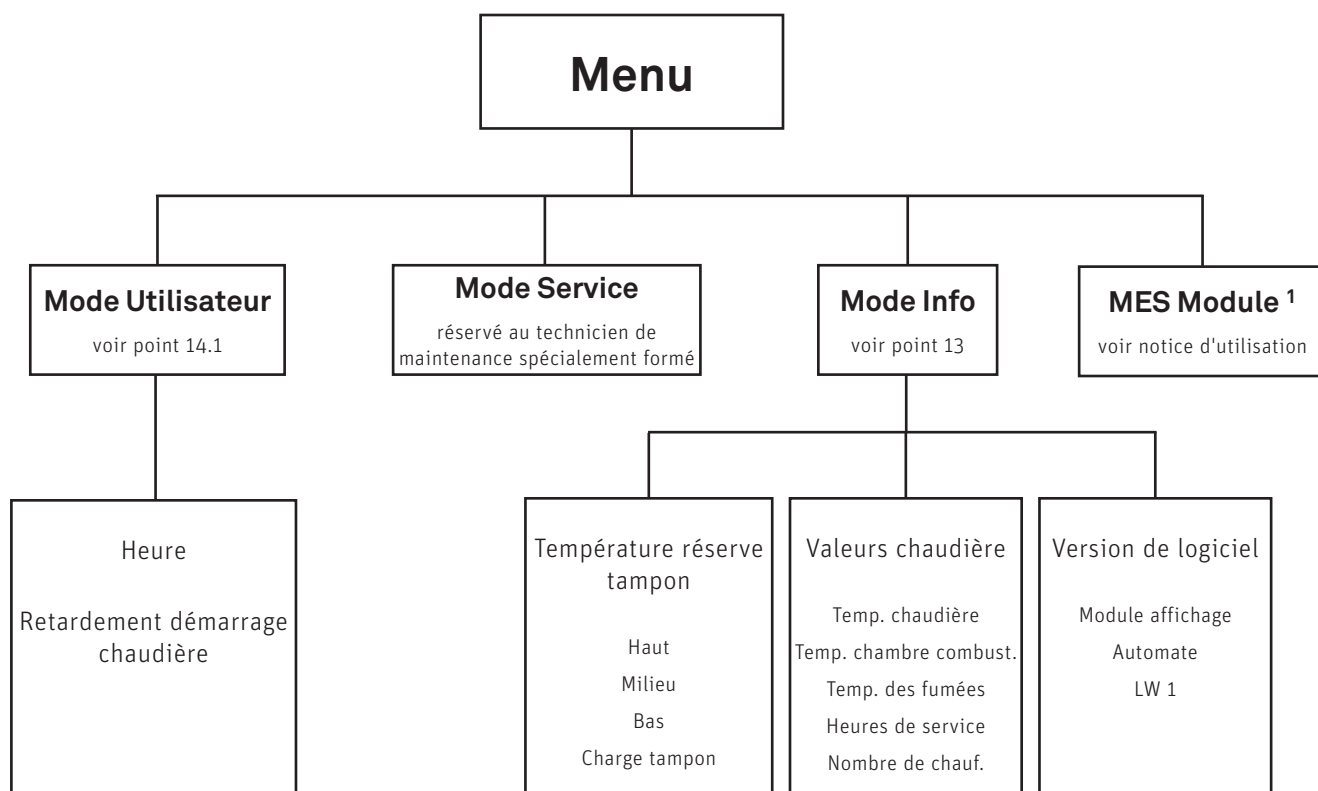 Menu
Mode Utilisateur
voir point 14.1
Mode Service
réservé au technicien de
maintenance spécialement formé
Mode Info
voir point 13
MES Module ¹
voir notice d'utilisation
Heure
Retardement démarrage
chaudière
Température réserve
tampon
Haut
Milieu
Bas
Charge tampon
Valeurs chaudière
Temp. chaudière
Temp. chambre combust.
Temp. des fumées
Heures de service
Nombre de chauf.
Version de logiciel
Module affichage
Automate
LW 1